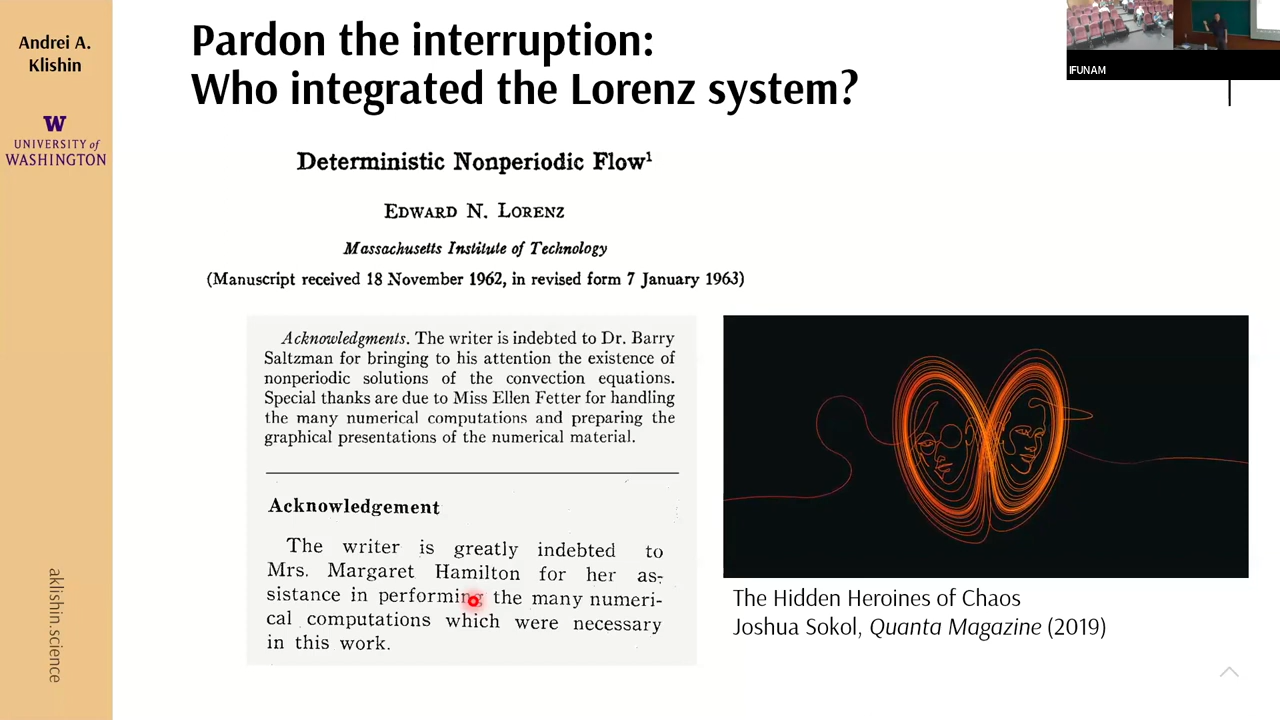 Andrei A.
Klishin
W
UNIVERSITY of
WASHINGTON
aklishin.science
Pardon the interruption:
Who integrated the Lorenz system?
IFUNAM
Deterministic Nonperiodic Flow¹
EDWARD N. LORENZ
Massachusetts Institute of Technology
(Manuscript received 18 November 1962, in revised form 7 January 1963)
Acknowledgments. The writer is indebted to Dr. Barry
Saltzman for bringing to his attention the existence of
nonperiodic solutions of the convection equations.
Special thanks are due to Miss Ellen Fetter for handling
the many numerical computations and preparing the
graphical presentations of the numerical material.
Acknowledgement
The writer is greatly indebted to
Mrs. Margaret Hamilton for her as-
sistance in performing the many numeri-
cal computations which were necessary
in this work.
The Hidden Heroines of Chaos
Joshua Sokol, Quanta Magazine (2019)